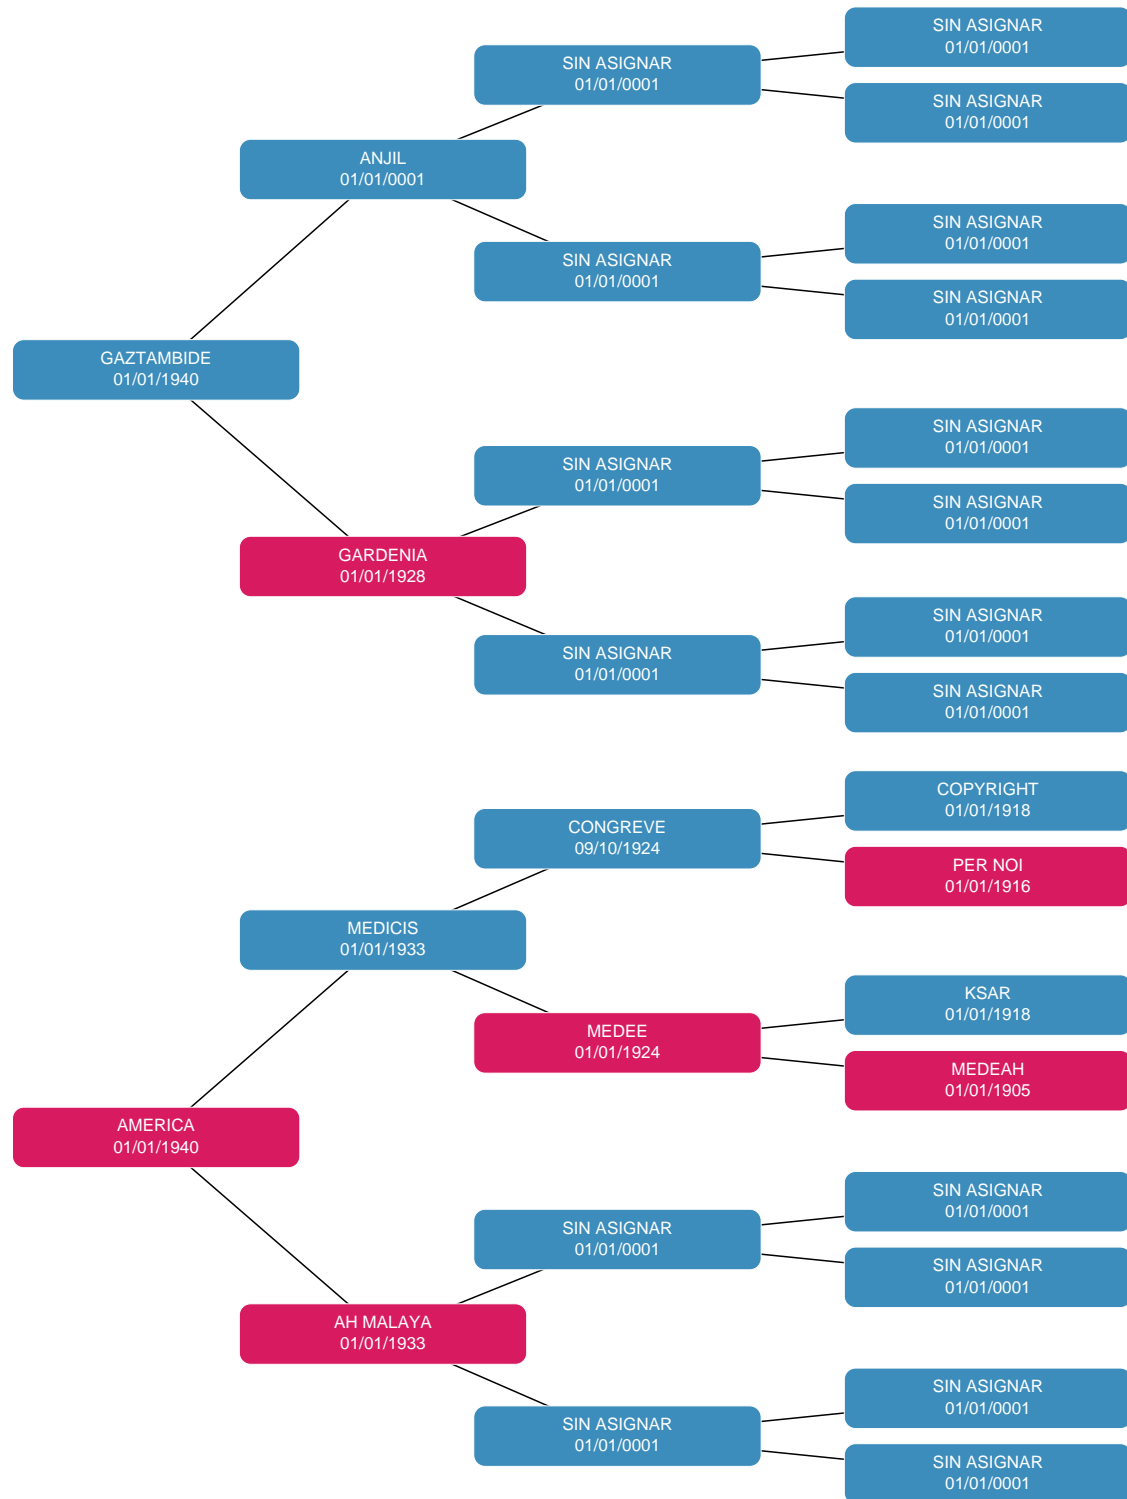 SIN ASIGNAR
01/01/0001
SIN ASIGNAR
01/01/0001
SIN ASIGNAR
01/01/0001
ANJIL
01/01/0001
SIN ASIGNAR
01/01/0001
SIN ASIGNAR
01/01/0001
SIN ASIGNAR
01/01/0001
GAZTAMBIDE
01/01/1940
SIN ASIGNAR
01/01/0001
SIN ASIGNAR
01/01/0001
SIN ASIGNAR
01/01/0001
GARDENIA
01/01/1928
SIN ASIGNAR
01/01/0001
SIN ASIGNAR
01/01/0001
SIN ASIGNAR
01/01/0001
COPYRIGHT
01/01/1918
CONGREVE
09/10/1924
PER NOI
01/01/1916
MEDICIS
01/01/1933
KSAR
01/01/1918
MEDEE
01/01/1924
MEDEAH
01/01/1905
AMERICA
01/01/1940
SIN ASIGNAR
01/01/0001
SIN ASIGNAR
01/01/0001
SIN ASIGNAR
01/01/0001
AH MALAYA
01/01/1933
SIN ASIGNAR
01/01/0001
SIN ASIGNAR
01/01/0001
SIN ASIGNAR
01/01/0001